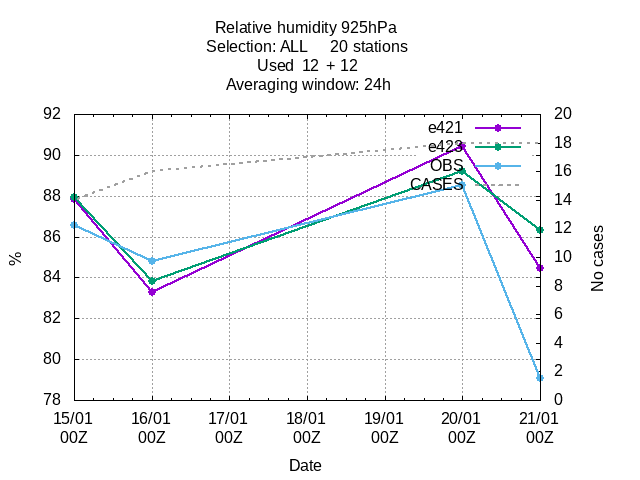 Relative humidity 925hPa
Selection: ALL     20 stations
Used  12  + 12
Averaging window: 24h
92
90
88
86
84
82
80
78
%
20
18
16
14
12
10
8
6
4
2
0
No cases
e421
e423
OBS
CASES
15/01 16/01 17/01 18/01 19/01 20/01 21/01
00Z 00Z 00Z 00Z 00Z 00Z 00Z
Date